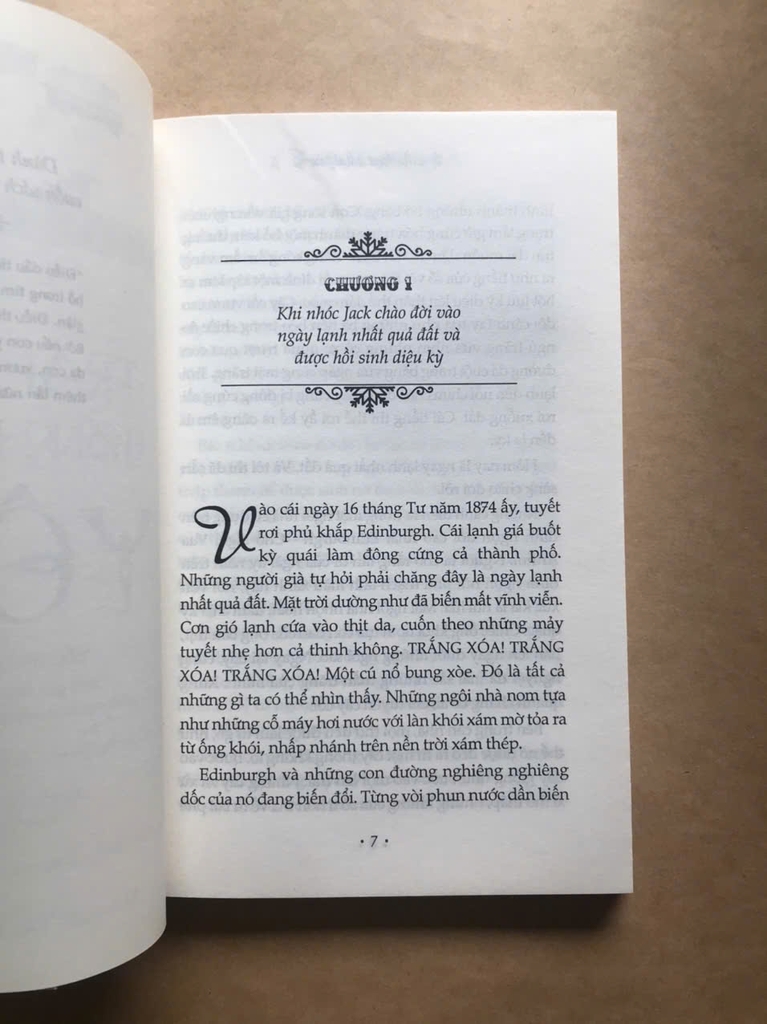 CHƯƠNG 1
Khi nhóc Jack chào đời vào
ngày lạnh nhất quả đất và
được hồi sinh diệu kỳ
Vào cái ngày 16 tháng Tư năm 1874 ấy, tuyết
rơi phủ khắp Edinburgh. Cái lạnh giá buốt
kỳ quái làm đông cứng cả thành phố.
Những người già tự hỏi phải chăng đây là ngày lạnh
nhất quả đất. Mặt trời dường như đã biến mất vĩnh viễn.
Cơn gió lạnh cứa vào thịt da, cuốn theo những mảy
tuyết nhẹ hơn cả thinh không. TRẮNG XÓA! TRẮNG
XÓA! TRẮNG XÓA! Một cú nổ bung xòe. Đó là tất cả
những gì ta có thể nhìn thấy. Những ngôi nhà nom tựa
như những cỗ máy hơi nước với làn khói xám mờ tỏa ra
từ ống khói, nhấp nhánh trên nền trời xám thép.
Edinburgh và những con đường nghiêng nghiêng
dốc của nó đang biến đổi. Từng vòi phun nước dần biến
• 7 •